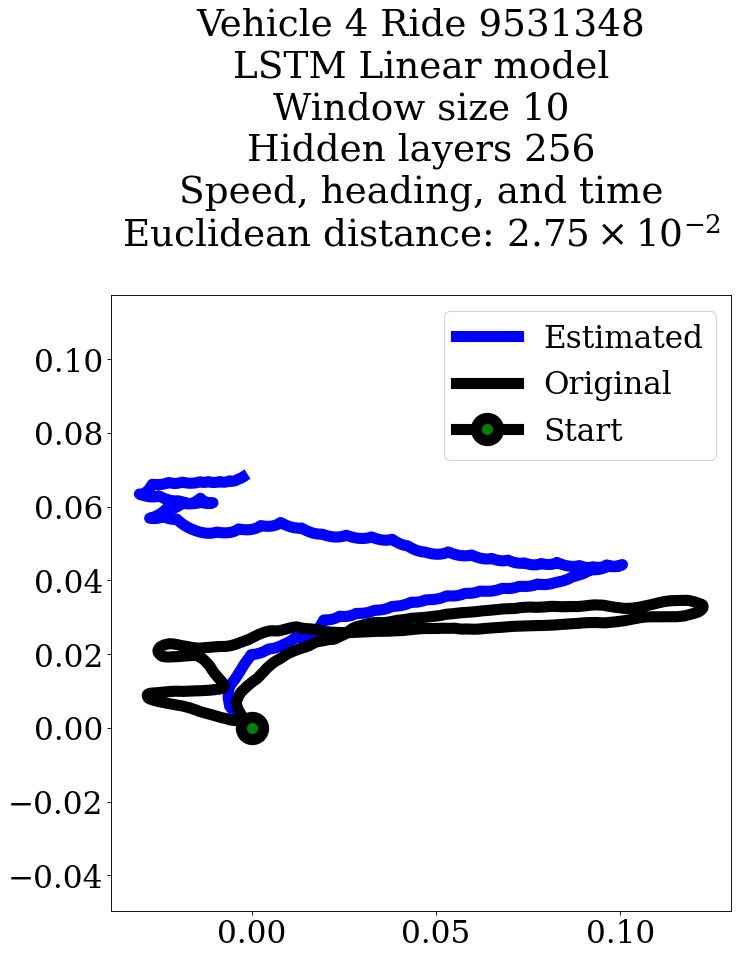 Vehicle 4 Ride 9531348
LSTM Linear model
Window size 10
Hidden layers 256
Speed, heading, and time
Euclidean distance: 2.75 × 10⁻²
Estimated
Original
Start
0.10
0.08
0.06
0.04
0.02
0.00
−0.02
−0.04
0.00 0.05 0.10